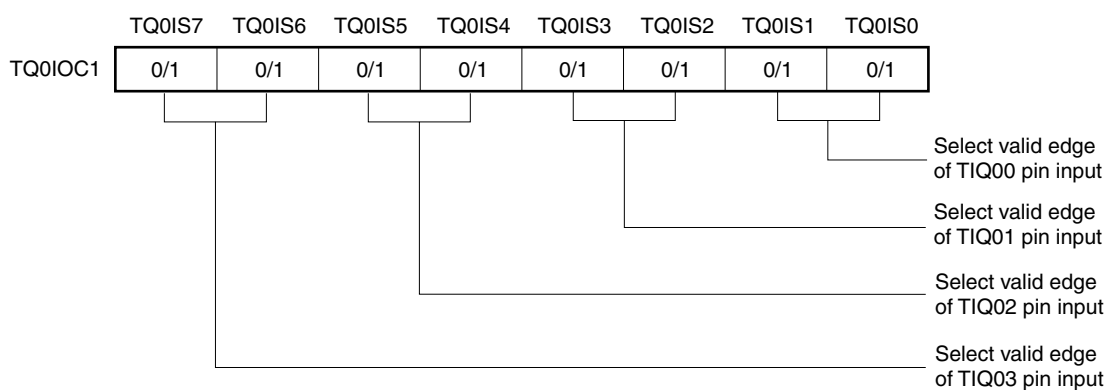 TQ0IS7 TQ0IS6 TQ0IS5 TQ0IS4 TQ0IS3 TQ0IS2 TQ0IS1 TQ0IS0
TQ0IOC1 0/1 0/1 0/1 0/1 0/1 0/1 0/1 0/1
Select valid edge
of TIQ00 pin input
Select valid edge
of TIQ01 pin input
Select valid edge
of TIQ02 pin input
Select valid edge
of TIQ03 pin input